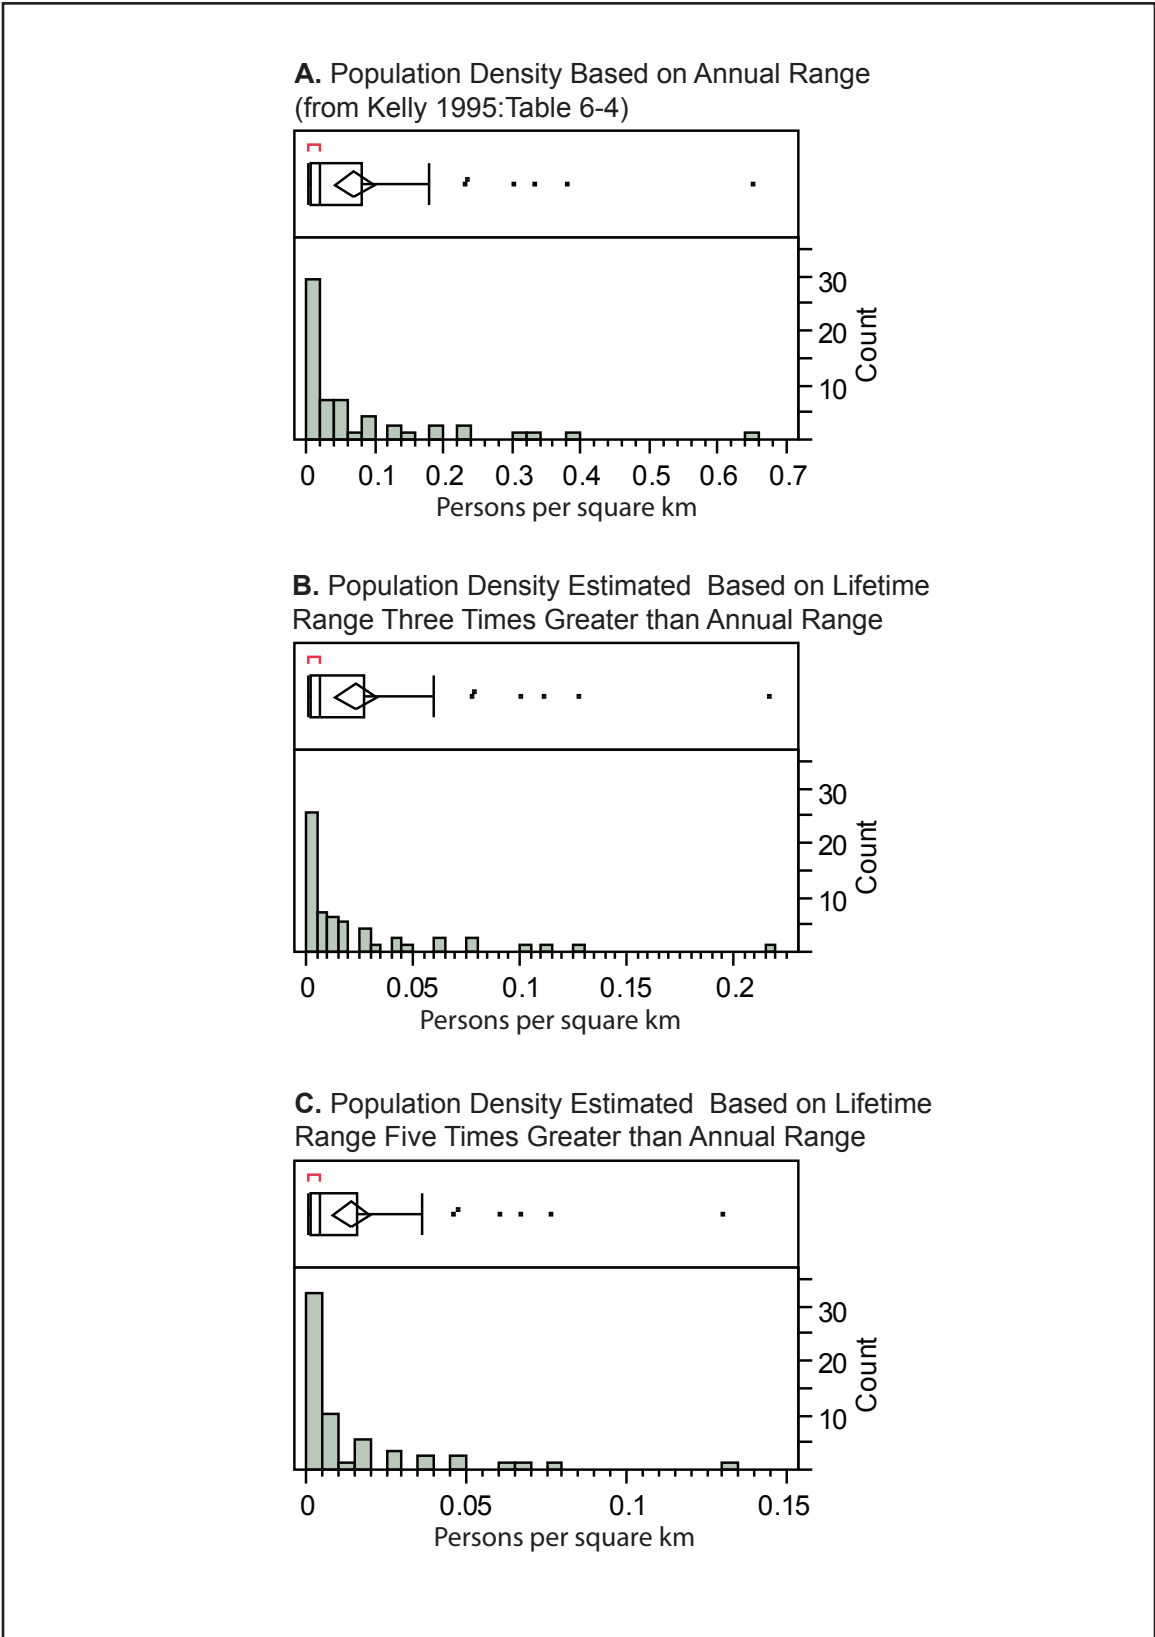 A. Population Density Based on Annual Range
(from Kelly 1995:Table 6-4)
30
20
10
Count
0 0.1 0.2 0.3 0.4 0.5 0.6 0.7
Persons per square km
B. Population Density Estimated Based on Lifetime
Range Three Times Greater than Annual Range
30
20
10
Count
0 0.05 0.1 0.15 0.2
Persons per square km
C. Population Density Estimated Based on Lifetime
Range Five Times Greater than Annual Range
30
20
10
Count
0 0.05 0.1 0.15
Persons per square km